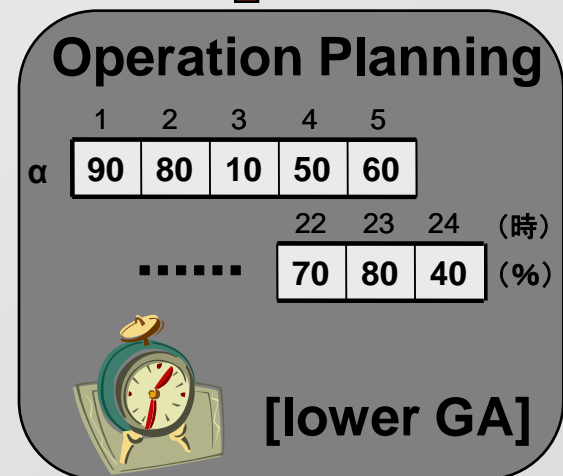 Operation Planning
1 2 3 4 5
α 90 80 10 50 60
22 23 24 (時)
...... 70 80 40 (%)
[lower GA]